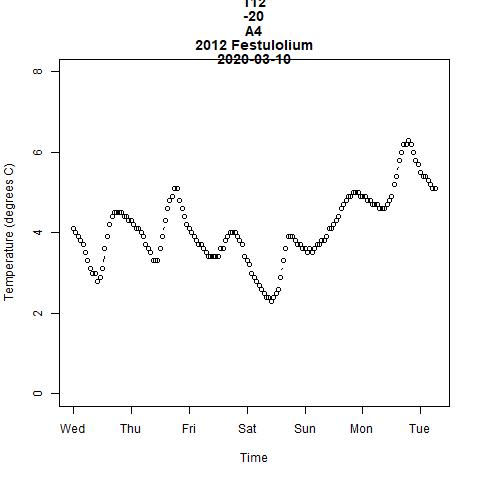 T12
-20
A4
2012 Festulolium
2020-03-10
Temperature (degrees C)
8
6
4
2
0
Wed Thu Fri Sat Sun Mon Tue
Time